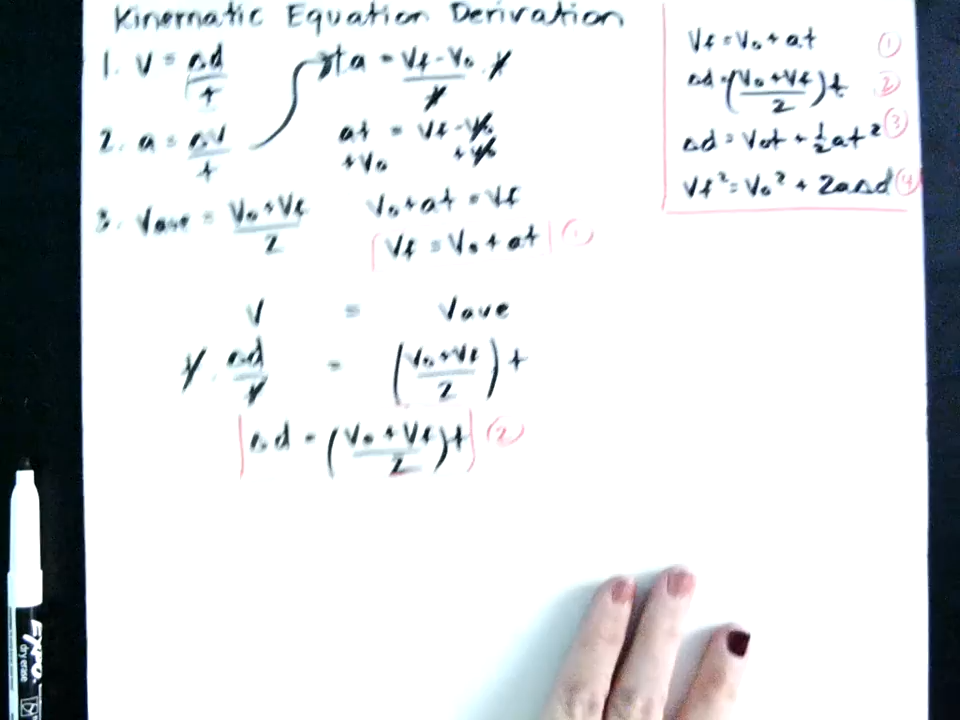 Kinematic Equation Derivation
1. V = Δd/t
t · a = Vf - V₀/t · t
2. a = ΔV/t
at = Vf - V₀
+V₀ +V₀
3. Vave = V₀ + Vf/2
V₀ + at = Vf
Vf = V₀ + at ①
V = Vave
t · Δd/t = (V₀ + Vf/2) t
Δd = (V₀ + Vf/2) t ②
Vf = V₀ + at ①
Δd = (V₀ + Vf/2) t ②
Δd = V₀t + ½at² ③
Vf² = V₀² + 2aΔd ④
EXPO
dry erase